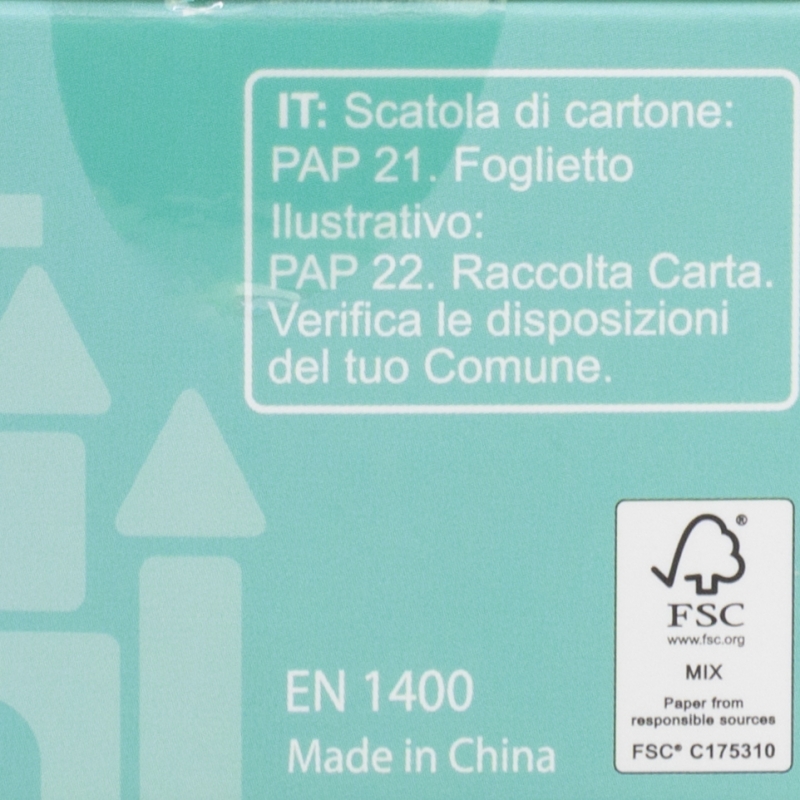 IT: Scatola di cartone:
PAP 21. Foglietto
Ilustrativo:
PAP 22. Raccolta Carta.
Verifica le disposizioni
del tuo Comune.
EN 1400
Made in China
®
FSC
www.fsc.org
MIX
Paper from
responsible sources
FSC® C175310